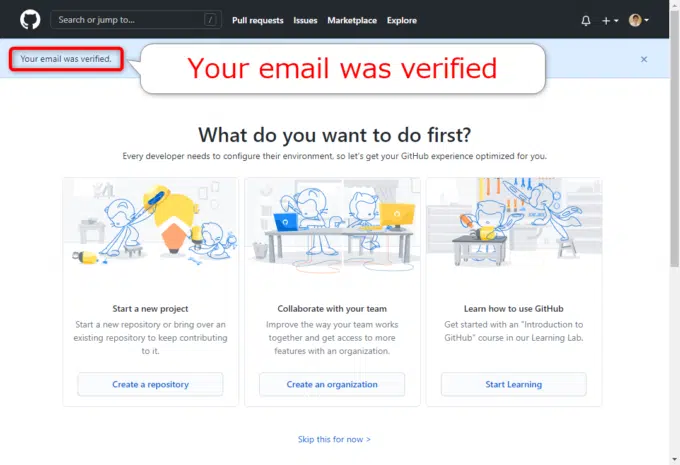 Search or jump to... /
Pull requests Issues Marketplace Explore
Your email was verified.
Your email was verified
What do you want to do first?
Every developer needs to configure their environment, so let's get your GitHub experience optimized for you.
Start a new project
Start a new repository or bring over an
existing repository to keep contributing
to it.
Create a repository
Collaborate with your team
Improve the way your team works
together and get access to more
features with an organization.
Create an organization
Learn how to use GitHub
Get started with an "Introduction to
GitHub" course in our Learning Lab.
Start Learning
Skip this for now >